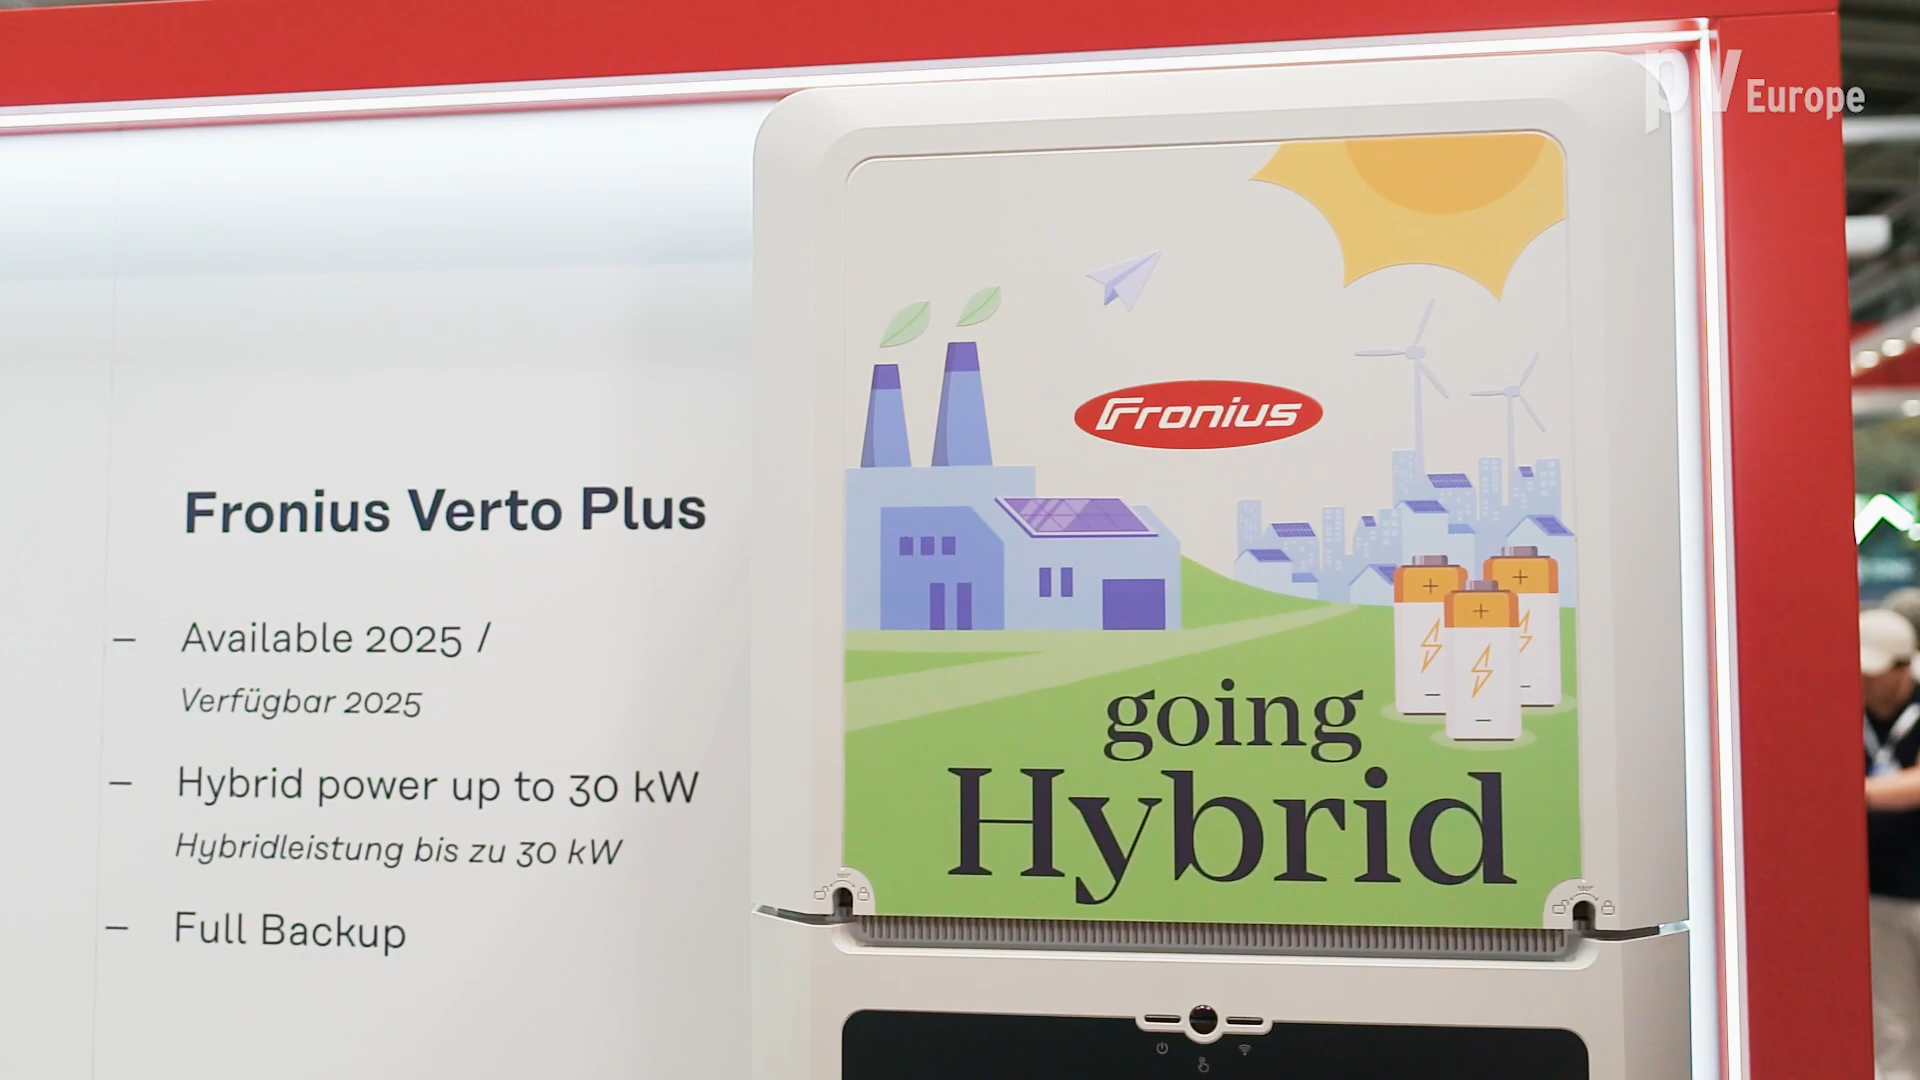 pv Europe
Fronius Verto Plus
– Available 2025 /
Verfügbar 2025
– Hybrid power up to 30 kW
Hybridleistung bis zu 30 kW
– Full Backup
Fronius
going
Hybrid